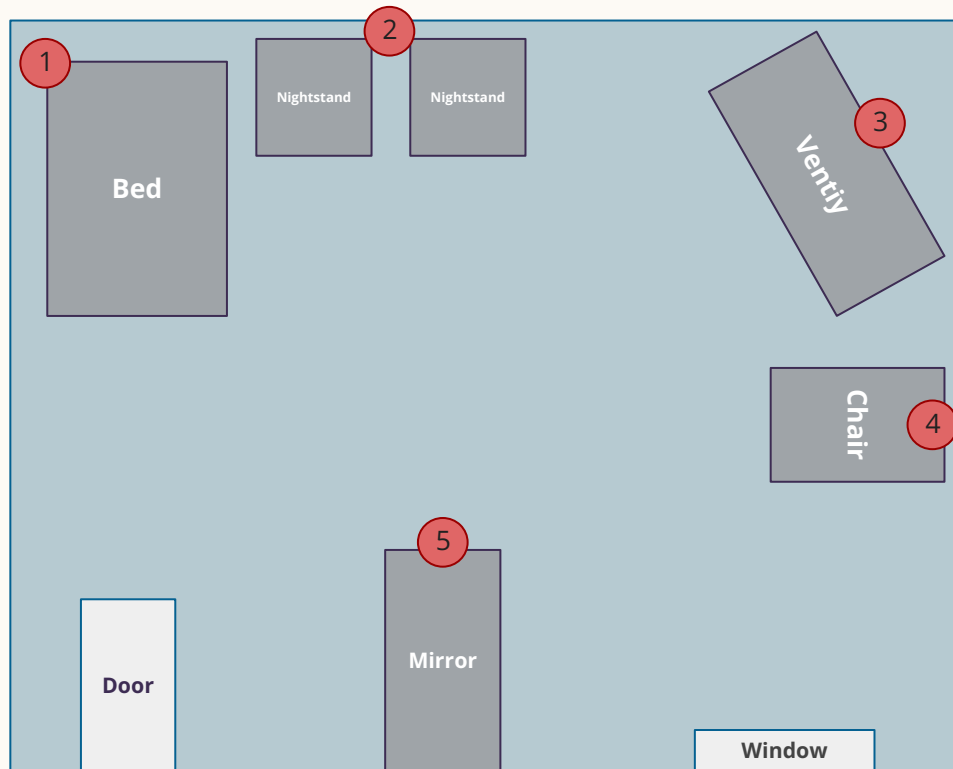 1
2
Nightstand
Nightstand
3
Bed
Ventiy
Chair
4
5
Mirror
Door
Window